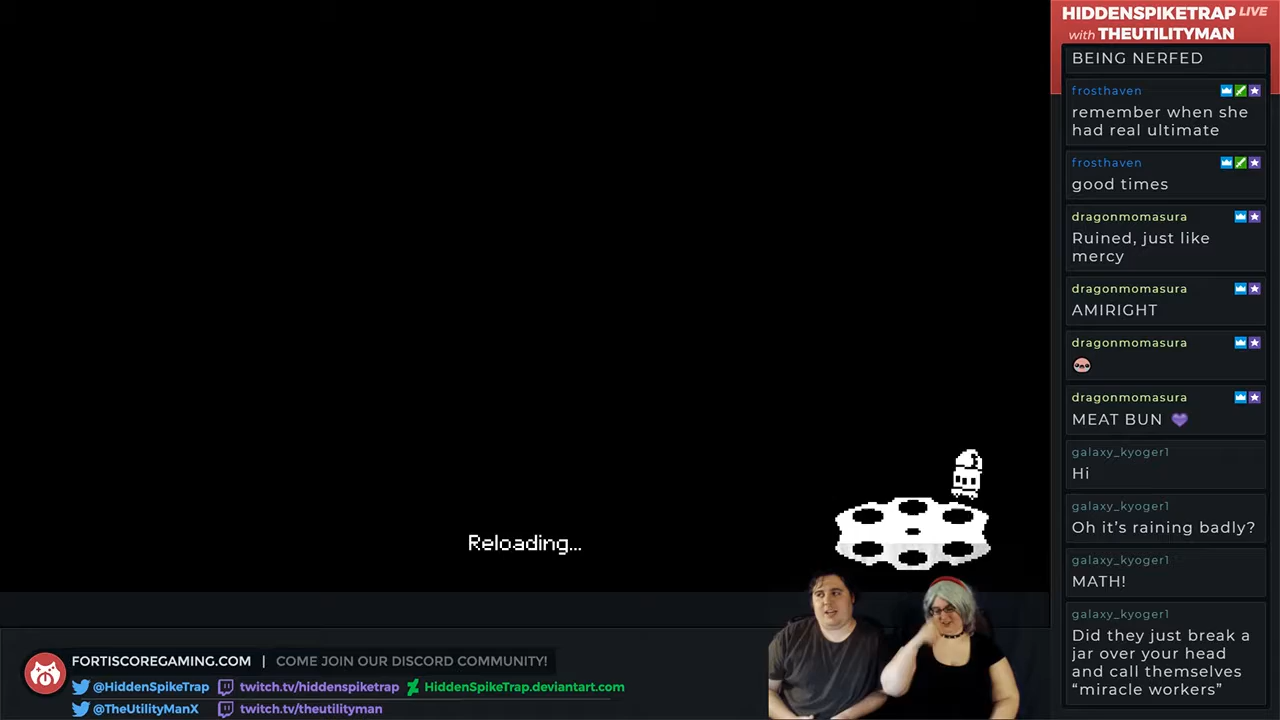 Reloading...
HIDDENSPIKETRAP LIVE
with THEUTILITYMAN
BEING NERFED
frosthaven
remember when she
had real ultimate
frosthaven
good times
dragonmomasura
Ruined, just like
mercy
dragonmomasura
AMIRIGHT
dragonmomasura
dragonmomasura
MEAT BUN
galaxy_kyoger1
Hi
galaxy_kyoger1
Oh it's raining badly?
galaxy_kyoger1
MATH!
galaxy_kyoger1
Did they just break a
jar over your head
and call themselves
“miracle workers”
FORTISCOREGAMING.COM | COME JOIN OUR DISCORD COMMUNITY!
@HiddenSpikeTrap twitch.tv/hiddenspiketrap HiddenSpikeTrap.deviantart.com
@TheUtilityManX twitch.tv/theutilityman